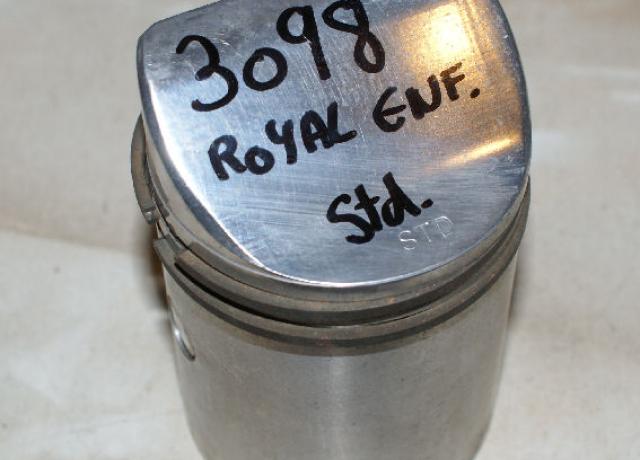 3098
ROYAL ENF.
Std.
STD